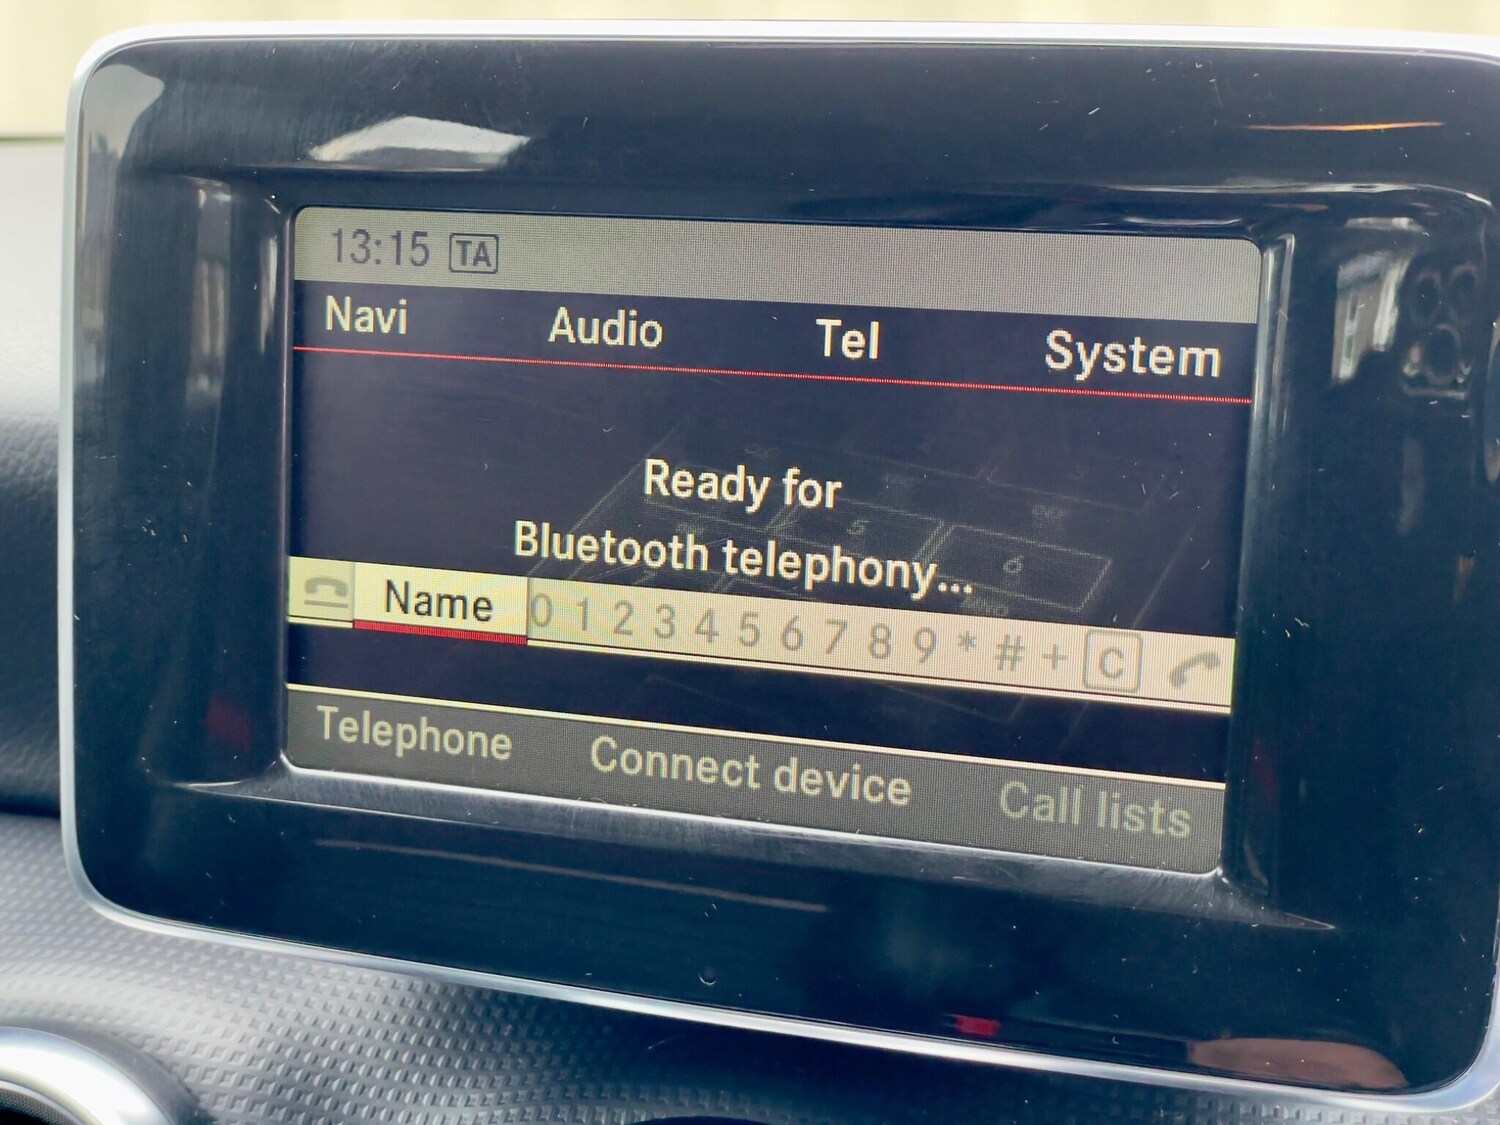 13:15 TA
Navi Audio Tel System
Ready for
Bluetooth telephony...
Name 0 1 2 3 4 5 6 7 8 9 * # + C
Telephone Connect device Call lists